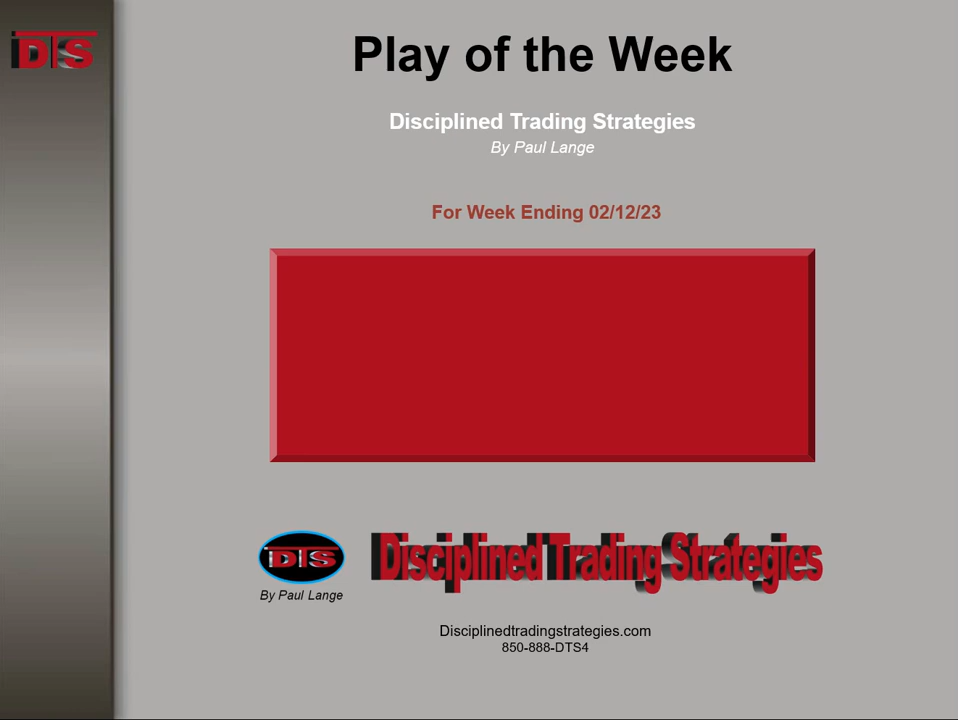 DTS
Play of the Week
Disciplined Trading Strategies
By Paul Lange
For Week Ending 02/12/23
DTS
Disciplined Trading Strategies
By Paul Lange
Disciplinedtradingstrategies.com
850-888-DTS4